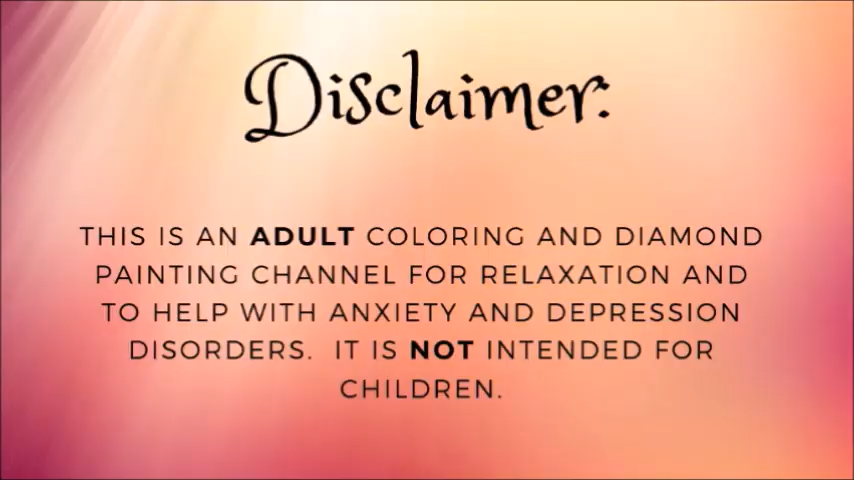 Disclaimer:
THIS IS AN ADULT COLORING AND DIAMOND
PAINTING CHANNEL FOR RELAXATION AND
TO HELP WITH ANXIETY AND DEPRESSION
DISORDERS. IT IS NOT INTENDED FOR
CHILDREN.